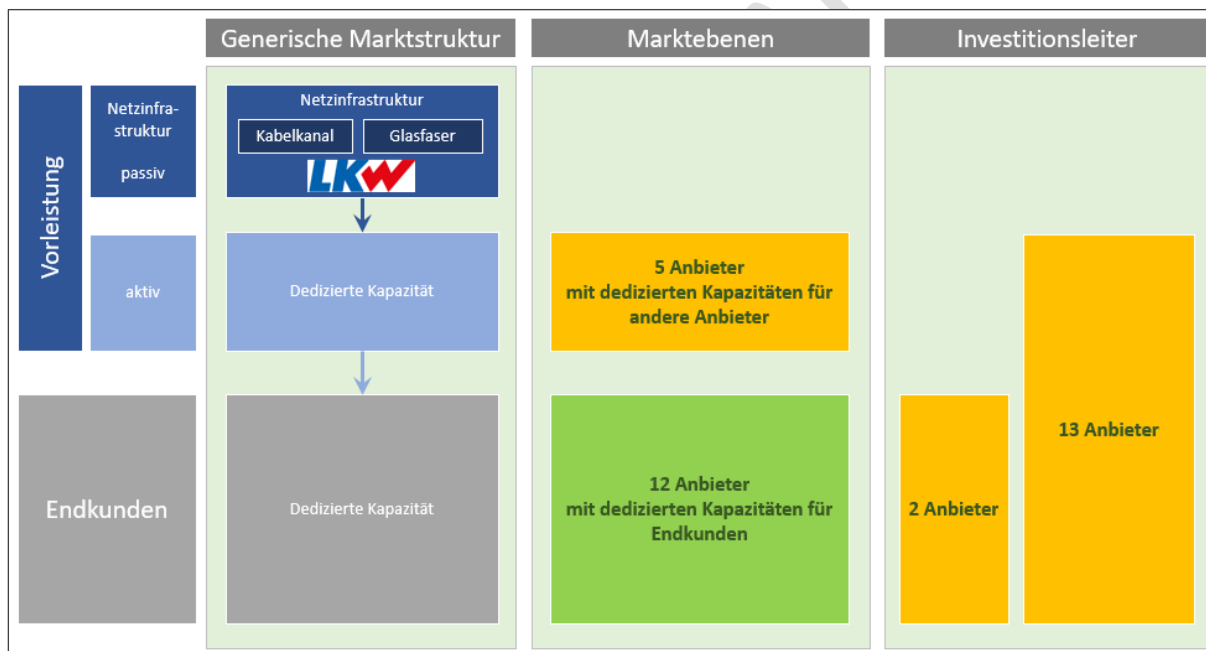 Generische Marktstruktur
Marktebenen
Investitionsleiter
Vorleistung
Netzinfra-
struktur
passiv
Netzinfrastruktur
Kabelkanal
Glasfaser
LKW
aktiv
Dedizierte Kapazität
5 Anbieter
mit dedizierten Kapazitäten für
andere Anbieter
13 Anbieter
Endkunden
Dedizierte Kapazität
12 Anbieter
mit dedizierten Kapazitäten für
Endkunden
2 Anbieter